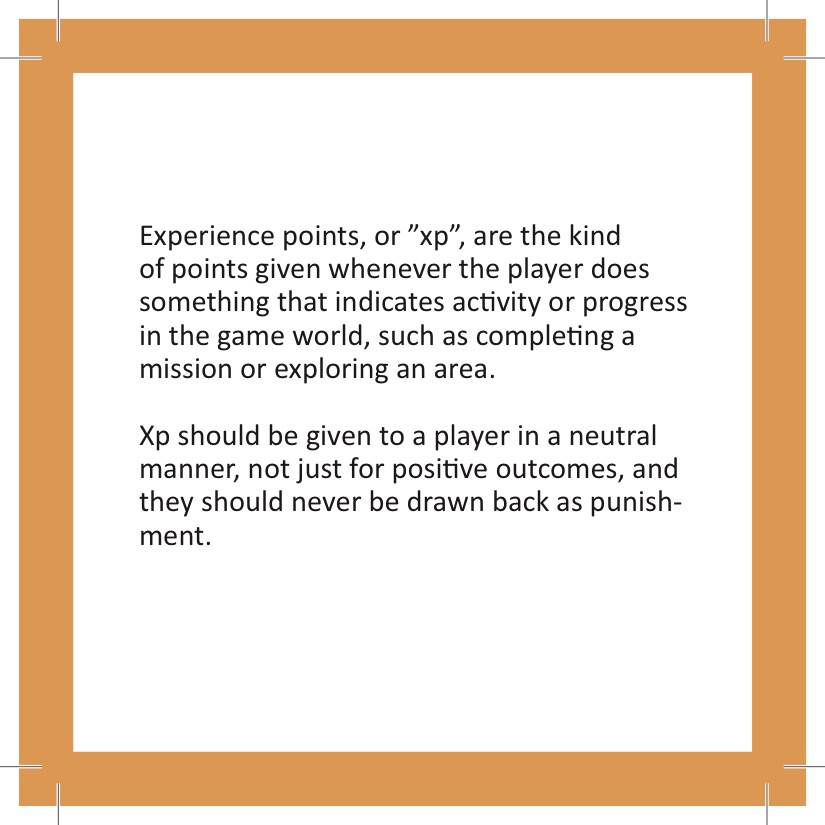 Experience points, or ”xp”, are the kind
of points given whenever the player does
something that indicates activity or progress
in the game world, such as completing a
mission or exploring an area.
Xp should be given to a player in a neutral
manner, not just for positive outcomes, and
they should never be drawn back as punish-
ment.